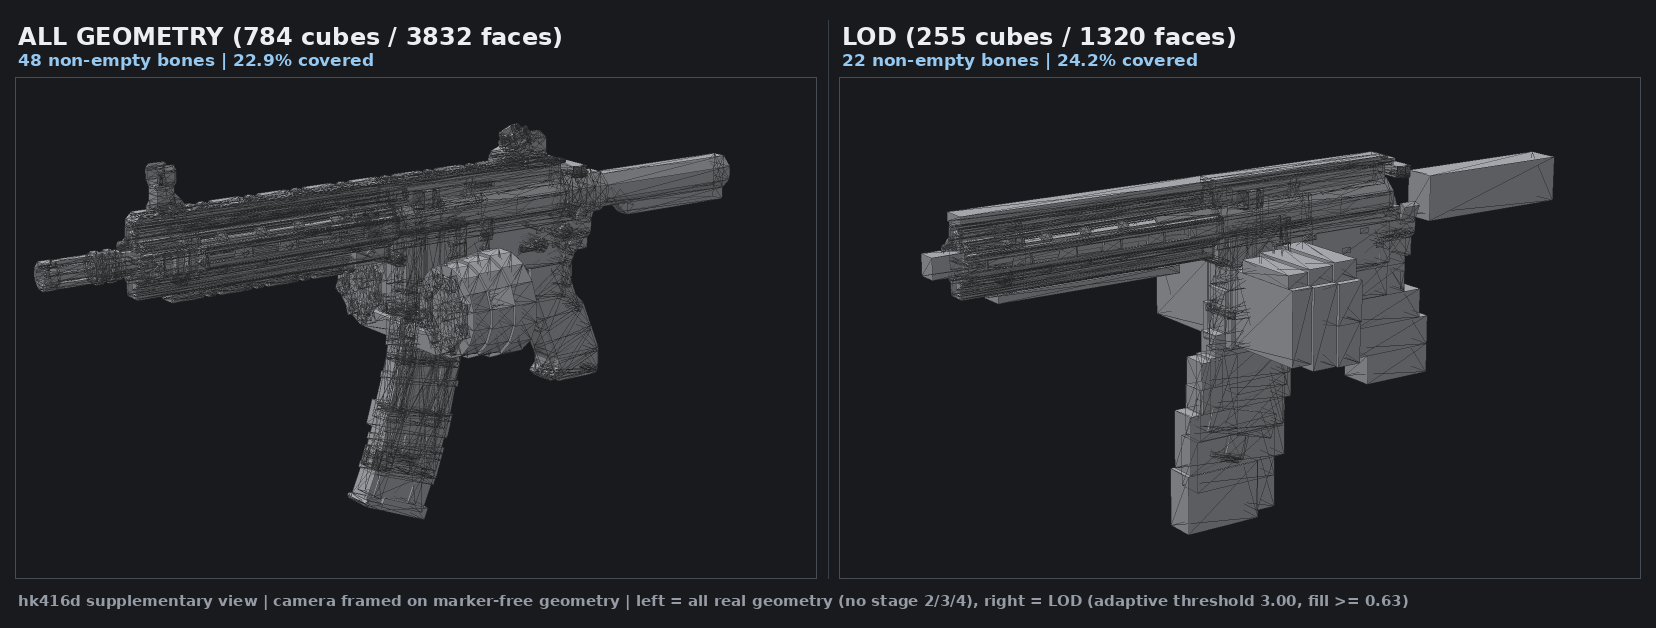 ALL GEOMETRY (784 cubes / 3832 faces)
48 non-empty bones | 22.9% covered
LOD (255 cubes / 1320 faces)
22 non-empty bones | 24.2% covered
hk416d supplementary view | camera framed on marker-free geometry | left = all real geometry (no stage 2/3/4), right = LOD (adaptive threshold 3.00, fill >= 0.63)